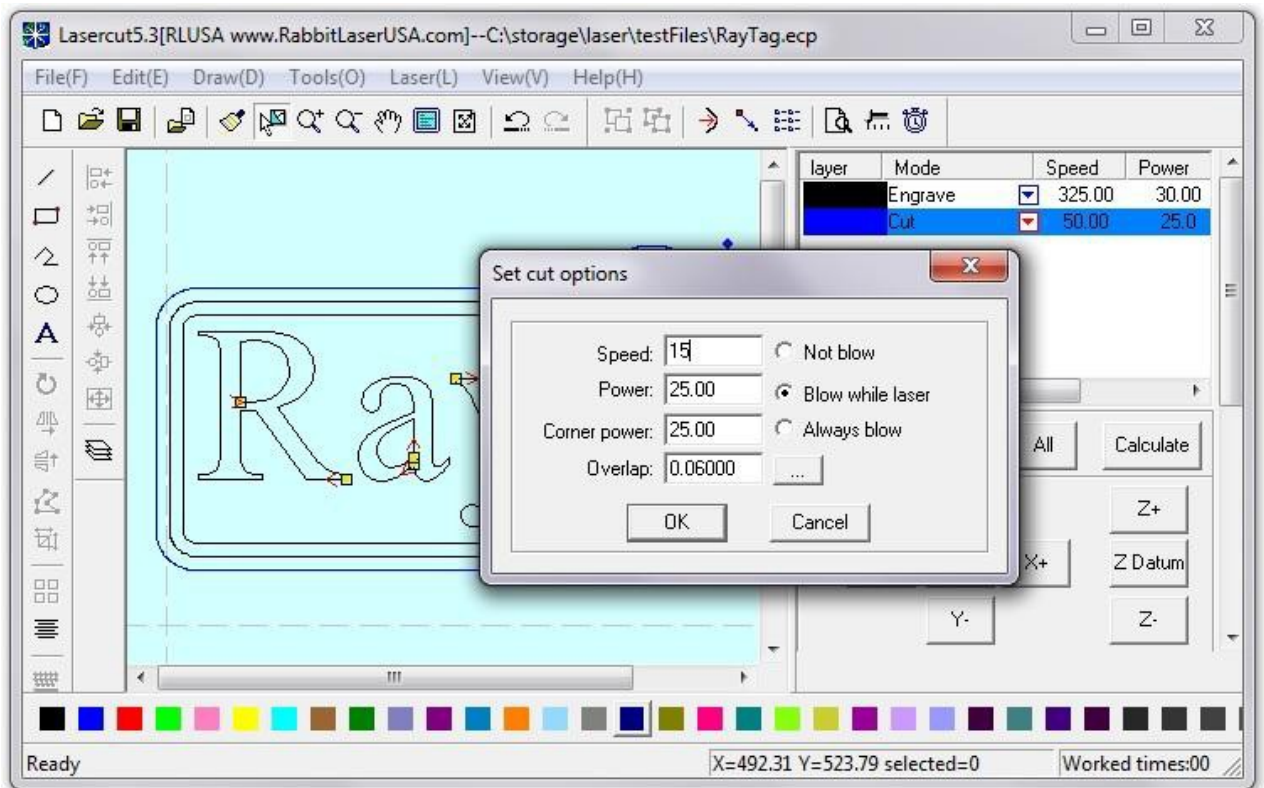 Lasercut5.3[RLUSA www.RabbitLaserUSA.com]--C:\storage\laser\testFiles\RayTag.ecp
File(F) Edit(E) Draw(D) Tools(O) Laser(L) View(V) Help(H)
layer Mode Speed Power
Engrave 325.00 30.00
Cut 50.00 25.0
Ray
Set cut options
Speed: 15 Not blow
Power: 25.00 Blow while laser
Corner power: 25.00 Always blow
Overlap: 0.06000 ...
OK Cancel
All Calculate
Z+
X+ Z Datum
Y- Z-
Ready X=492.31 Y=523.79 selected=0 Worked times:00